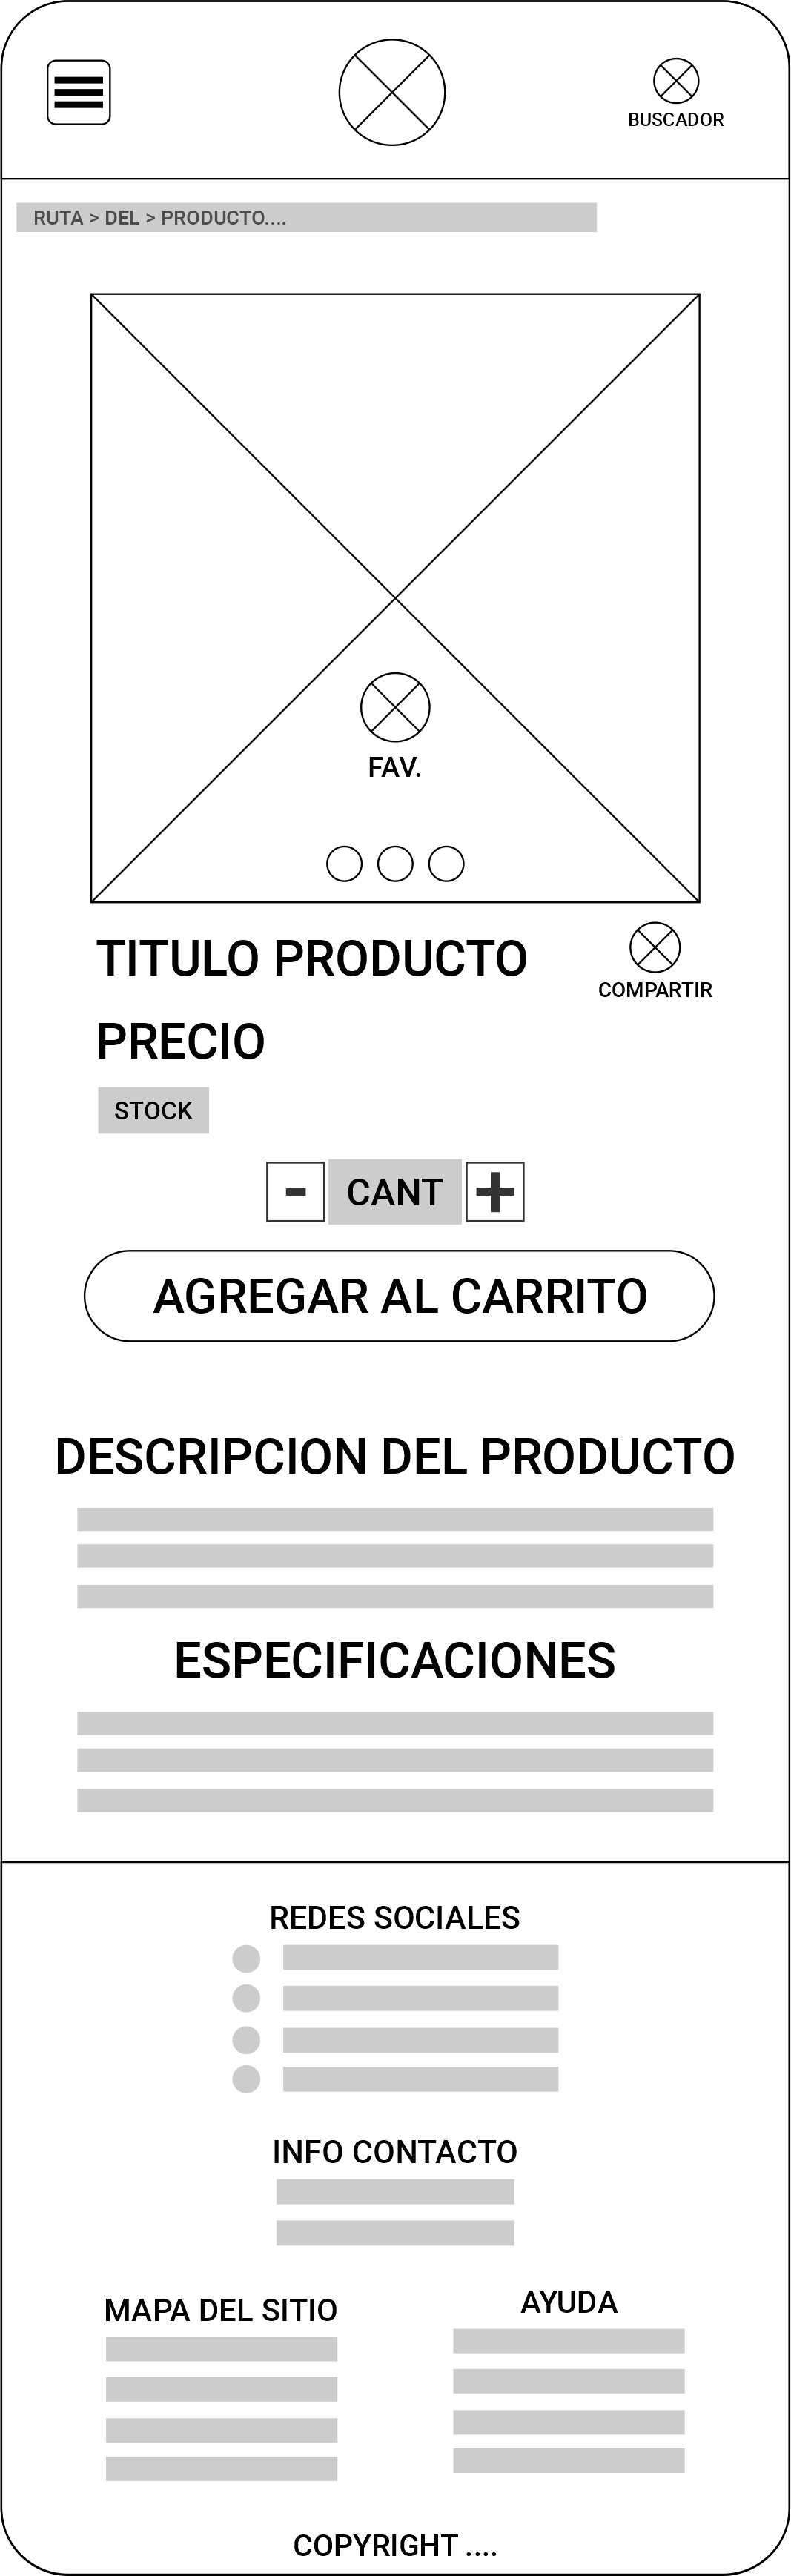 BUSCADOR
RUTA > DEL > PRODUCTO....
FAV.
TITULO PRODUCTO
COMPARTIR
PRECIO
STOCK
- CANT +
AGREGAR AL CARRITO
DESCRIPCION DEL PRODUCTO
ESPECIFICACIONES
REDES SOCIALES
INFO CONTACTO
MAPA DEL SITIO
AYUDA
COPYRIGHT ....